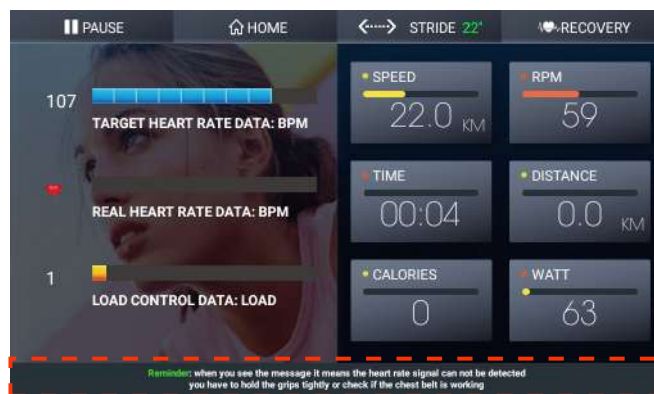 PAUSE
HOME
STRIDE 22"
RECOVERY
107
TARGET HEART RATE DATA: BPM
REAL HEART RATE DATA: BPM
1
LOAD CONTROL DATA: LOAD
SPEED
22.0 KM
RPM
59
TIME
00:04
DISTANCE
0.0 KM
CALORIES
0
WATT
63
Reminder: when you see the message it means the heart rate signal can not be detected
you have to hold the grips tightly or check if the chest belt is working